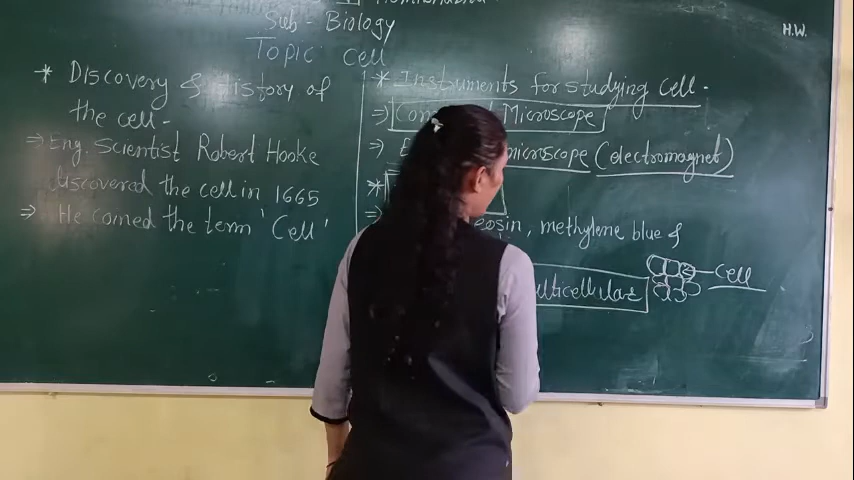 Sub - Biology
Topic Cell
H.W.
* Discovery & History of
the cell -
⇒ Eng. Scientist Robert Hooke
discovered the cell in 1665
⇒ He coined the term 'Cell'
* Instruments for studying cell.
⇒ Microscope
⇒ microscope (electromagnet)
*
⇒ eosin, methylene blue &
Cell